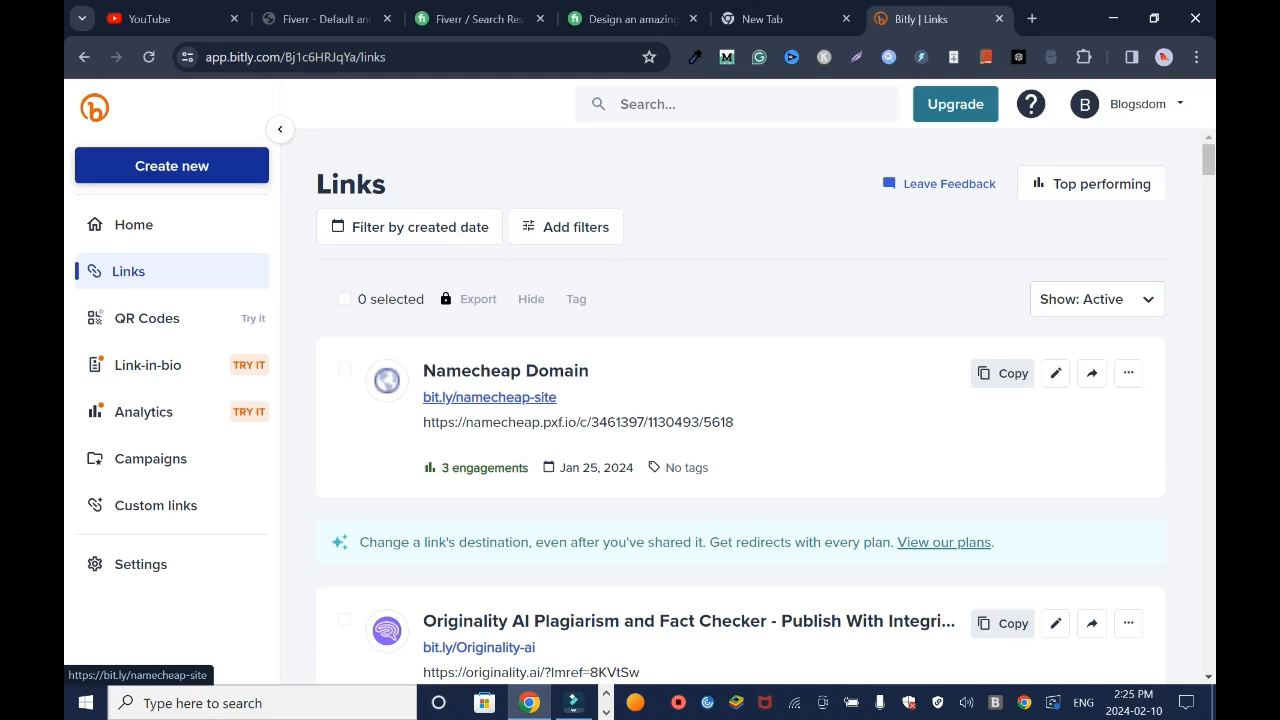 YouTube
Fiverr - Default and
Fiverr / Search Res
Design an amazing
New Tab
Bitly | Links
app.bitly.com/Bj1c6HRJqYa/links
Search...
Upgrade
B
Blogsdom
Create new
Links
Leave Feedback
Top performing
Home
Filter by created date
Add filters
Links
0 selected
Export
Hide
Tag
Show: Active
QR Codes
Try it
Link-in-bio
TRY IT
Namecheap Domain
Copy
bit.ly/namecheap-site
Analytics
TRY IT
https://namecheap.pxf.io/c/3461397/1130493/5618
Campaigns
3 engagements
Jan 25, 2024
No tags
Custom links
Change a link's destination, even after you've shared it. Get redirects with every plan. View our plans.
Settings
Originality AI Plagiarism and Fact Checker - Publish With Integri...
Copy
bit.ly/Originality-ai
https://originality.ai/?lmref=8KVtSw
https://bit.ly/namecheap-site
Type here to search
ENG
2:25 PM
2024-02-10